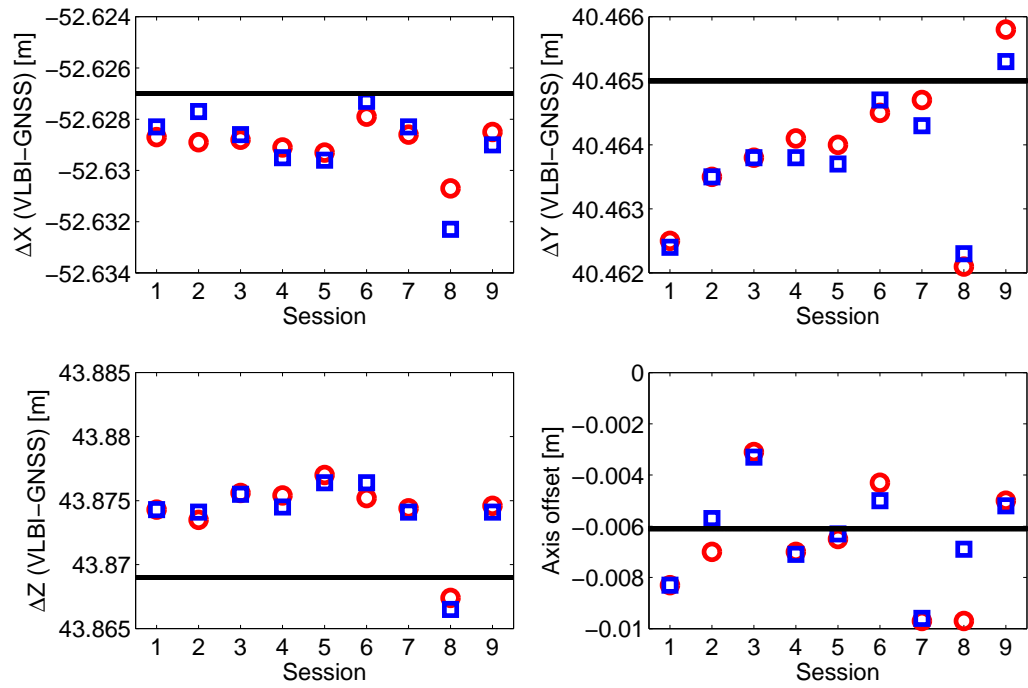 ΔX (VLBI−GNSS) [m]
−52.624
−52.626
−52.628
−52.63
−52.632
−52.634
1 2 3 4 5 6 7 8 9
Session
ΔY (VLBI−GNSS) [m]
40.466
40.465
40.464
40.463
40.462
1 2 3 4 5 6 7 8 9
Session
ΔZ (VLBI−GNSS) [m]
43.885
43.88
43.875
43.87
43.865
1 2 3 4 5 6 7 8 9
Session
Axis offset [m]
0
−0.002
−0.004
−0.006
−0.008
−0.01
1 2 3 4 5 6 7 8 9
Session